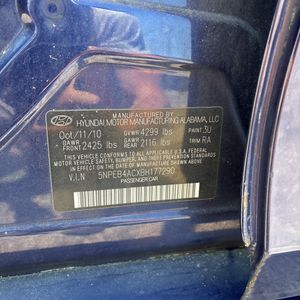 MANUFACTURED BY
HYUNDAI MOTOR MANUFACTURING ALABAMA, LLC
Oct/11/10 GVWR 4299 lbs PAINT 3U
GAWR FRONT 2425 lbs GAWR REAR 2116 lbs TRIM RA
THIS VEHICLE CONFORMS TO ALL APPLICABLE FEDERAL MOTOR VEHICLE
SAFETY, BUMPER, AND THEFT PREVENTION STANDARDS
IN EFFECT ON THE DATE OF MANUFACTURE SHOWN ABOVE.
V.I.N 5NPEB4ACXBH177290
PASSENGER CAR